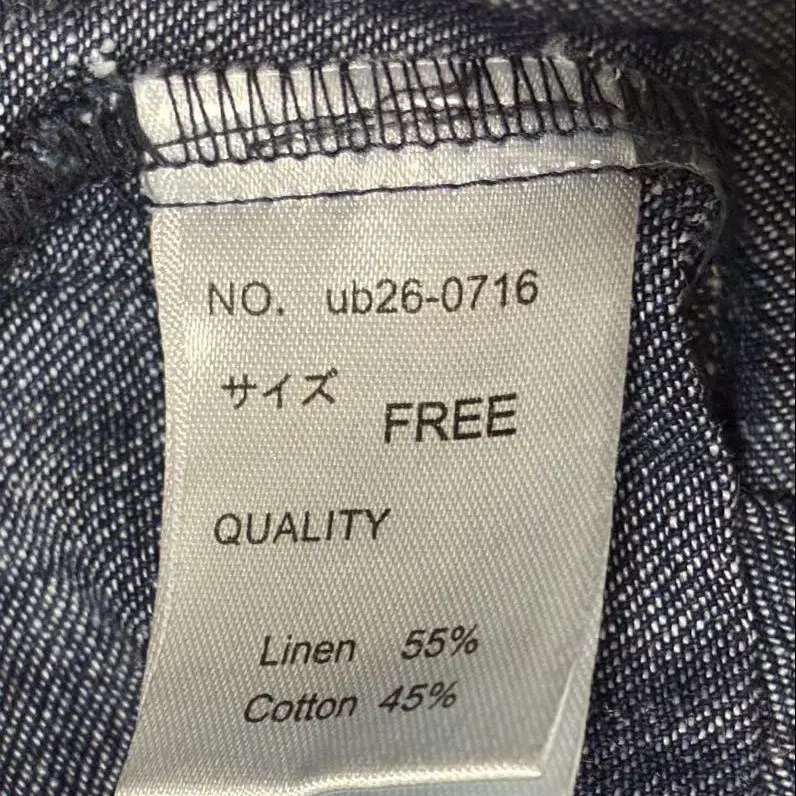 NO. ub26-0716
サイズ FREE
QUALITY
Linen 55%
Cotton 45%